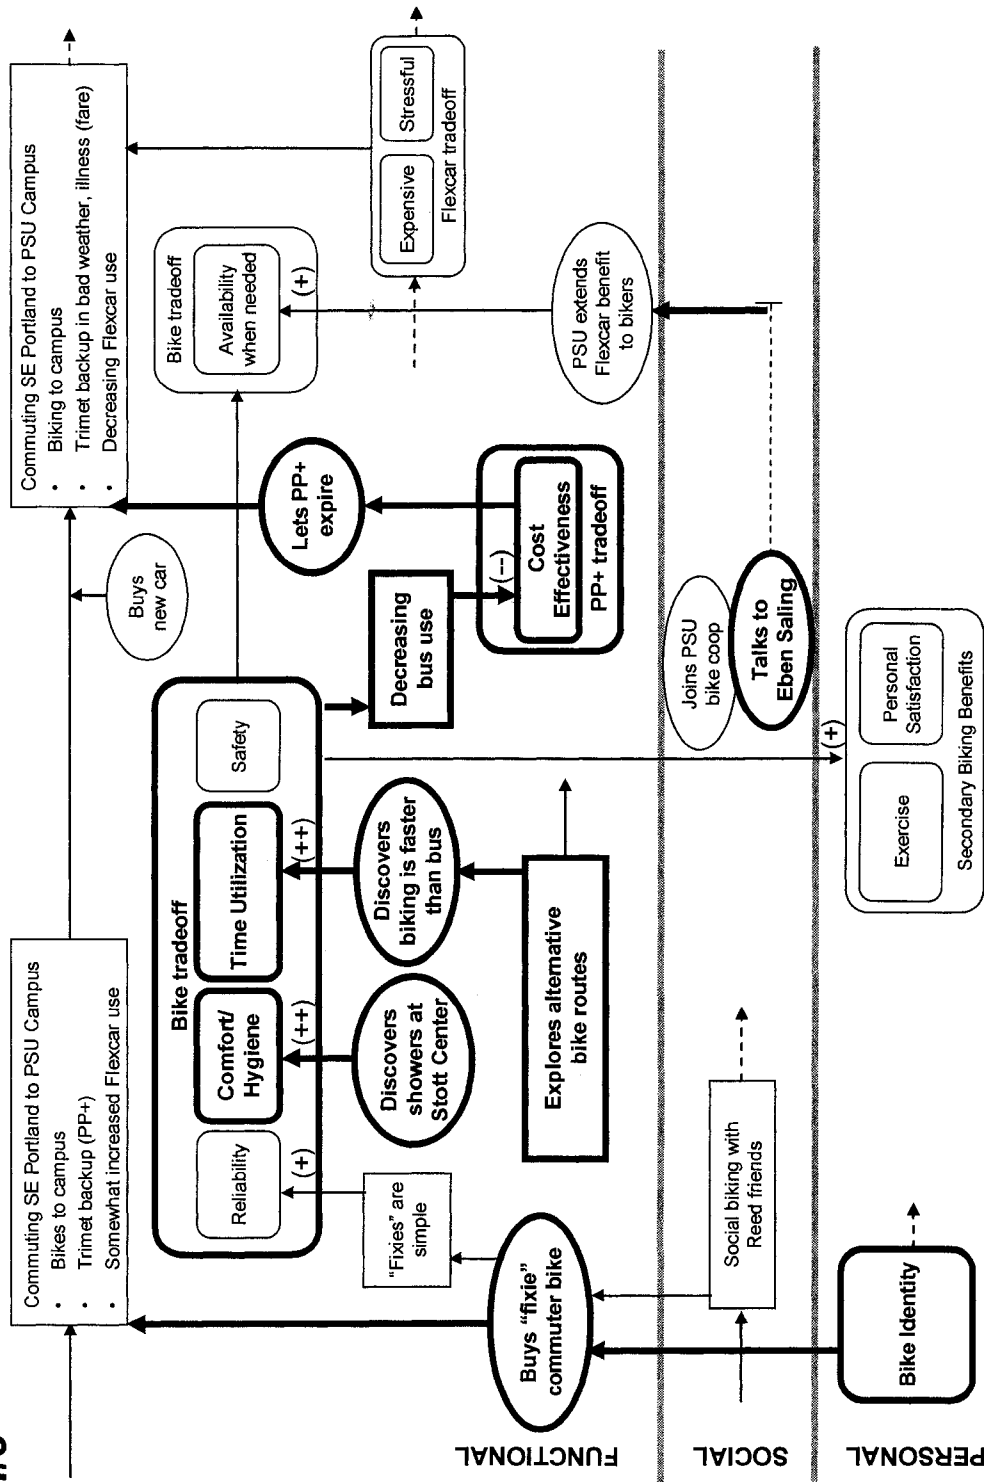 Commuting SE Portland to PSU Campus
• Bikes to campus
• Trimet backup (PP+)
• Somewhat increased Flexcar use
Buys
new car
Commuting SE Portland to PSU Campus
• Biking to campus
• Trimet backup in bad weather, illness (fare)
• Decreasing Flexcar use
Bike tradeoff
Reliability
(+)
Comfort/
Hygiene
(++)
Time Utilization
(++)
Safety
Bike tradeoff
Availability
when needed
(+)
"Fixies" are
simple
Discovers
showers at
Stott Center
Discovers
biking is faster
than bus
Decreasing
bus use
Lets PP+
expire
(--)
Cost
Effectiveness
PP+ tradeoff
Expensive
Stressful
Flexcar tradeoff
FUNCTIONAL
Buys "fixie"
commuter bike
Explores alternative
bike routes
PSU extends
Flexcar benefit
to bikers
SOCIAL
Social biking with
Reed friends
Joins PSU
bike coop
Talks to
Eben Saling
PERSONAL
Bike Identity
(+)
Exercise
Personal
Satisfaction
Secondary Biking Benefits